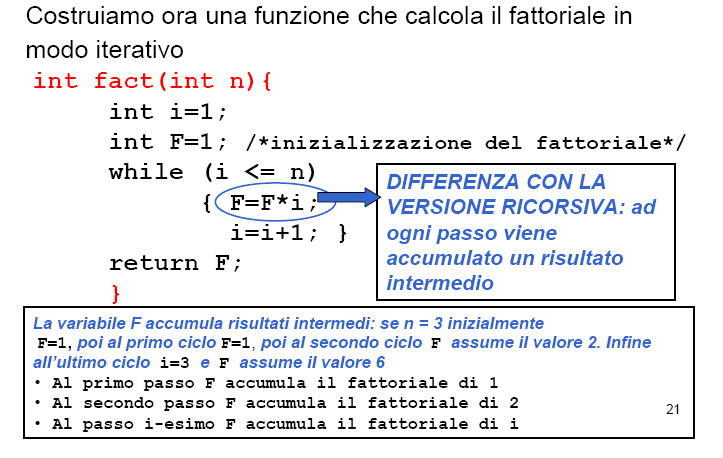 Costruiamo ora una funzione che calcola il fattoriale in
modo iterativo
int fact(int n){
int i=1;
int F=1; /*inizializzazione del fattoriale*/
while (i <= n)
{ F=F*i;
i=i+1; }
return F;
}
DIFFERENZA CON LA
VERSIONE RICORSIVA: ad
ogni passo viene
accumulato un risultato
intermedio
La variabile F accumula risultati intermedi: se n = 3 inizialmente
F=1, poi al primo ciclo F=1, poi al secondo ciclo F assume il valore 2. Infine
all'ultimo ciclo i=3 e F assume il valore 6
• Al primo passo F accumula il fattoriale di 1
• Al secondo passo F accumula il fattoriale di 2
• Al passo i-esimo F accumula il fattoriale di i
21